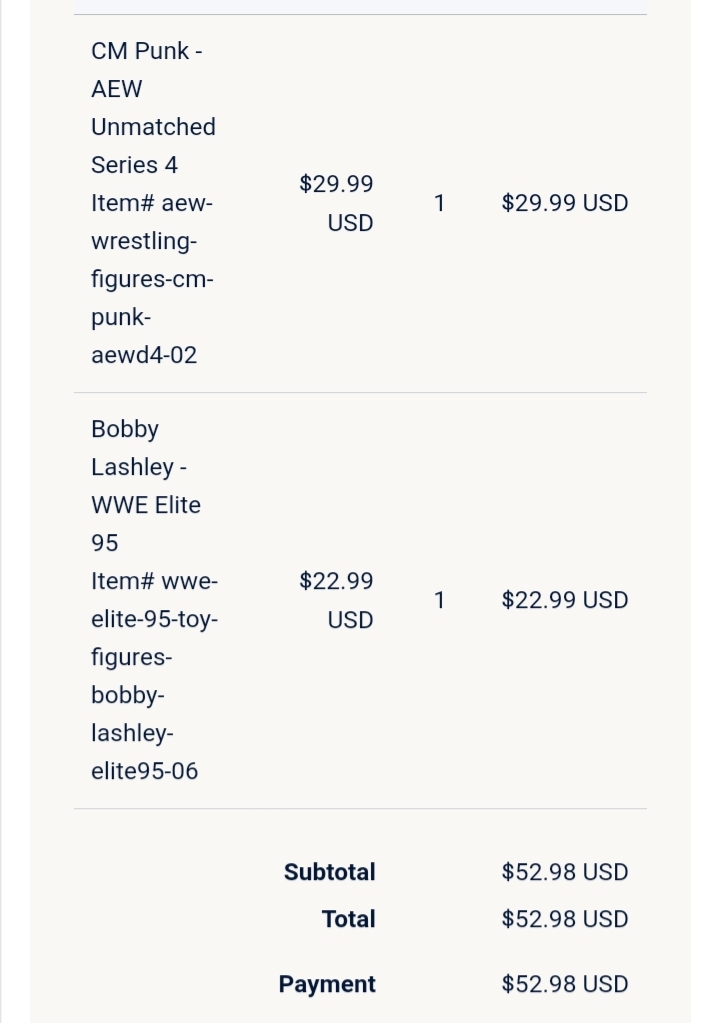 CM Punk -
AEW
Unmatched
Series 4
Item# aew-
wrestling-
figures-cm-
punk-
aewd4-02
$29.99
USD
1
$29.99 USD
Bobby
Lashley -
WWE Elite
95
Item# wwe-
elite-95-toy-
figures-
bobby-
lashley-
elite95-06
$22.99
USD
1
$22.99 USD
Subtotal $52.98 USD
Total $52.98 USD
Payment $52.98 USD